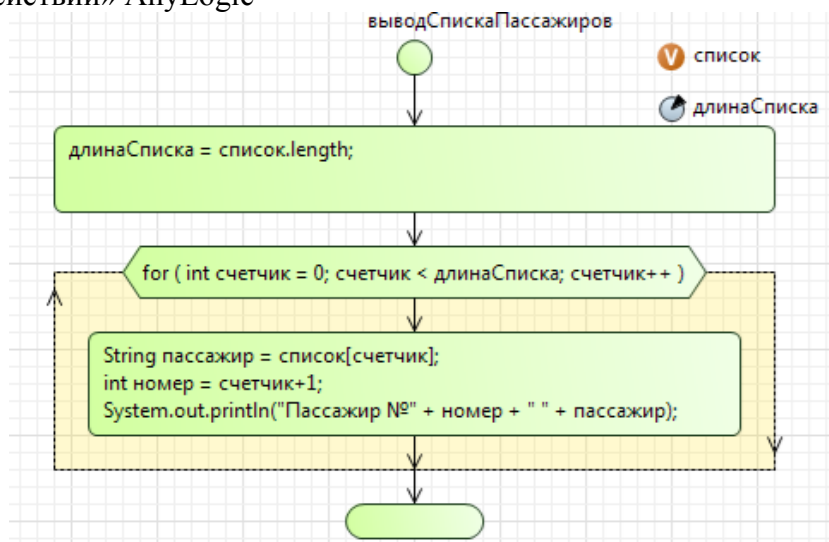 действий» AnyLogic
выводСпискаПассажиров
список
длинаСписка
длинаСписка = список.length;
for ( int счетчик = 0; счетчик < длинаСписка; счетчик++ )
String пассажир = список[счетчик];
int номер = счетчик+1;
System.out.println("Пассажир №" + номер + " " + пассажир);